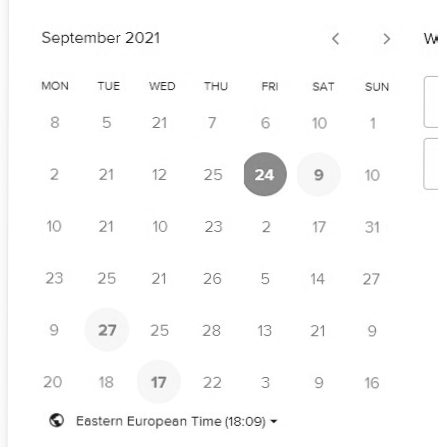 September 2021 < > W
MON TUE WED THU FRI SAT SUN
8 5 21 7 6 10 1
2 21 12 25 24 9 10
10 21 10 23 2 17 31
23 25 21 26 5 14 27
9 27 25 28 13 21 9
20 18 17 22 3 9 16
Eastern European Time (18:09)